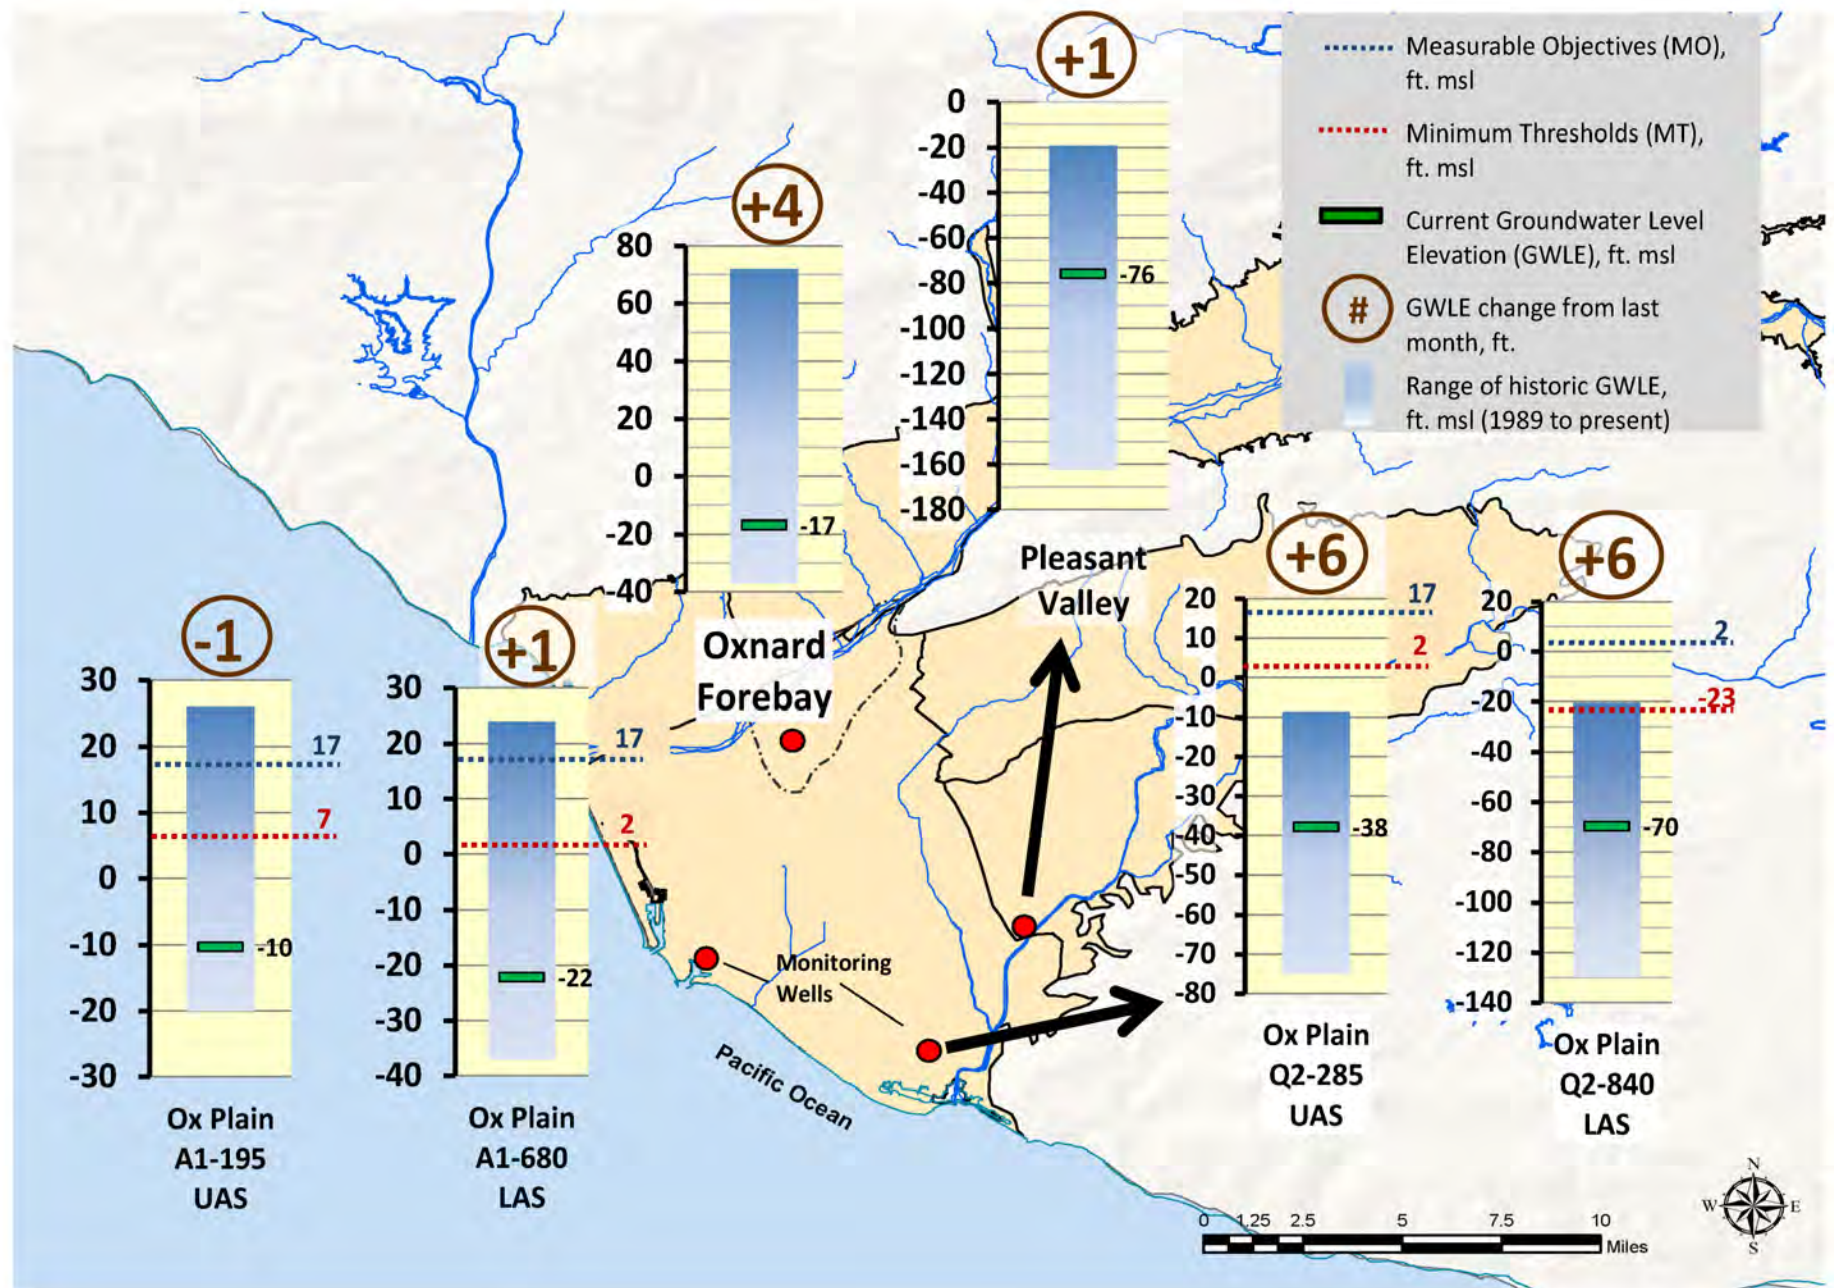 Measurable Objectives (MO),
ft. msl
Minimum Thresholds (MT),
ft. msl
Current Groundwater Level
Elevation (GWLE), ft. msl
#
GWLE change from last
month, ft.
Range of historic GWLE,
ft. msl (1989 to present)
+1
0
-20
-40
-60
-80
-100
-120
-140
-160
-180
-76
Pleasant
Valley
+4
80
60
40
20
0
-20
-40
-17
Oxnard
Forebay
-1
30
20
10
0
-10
-20
-30
17
7
-10
Ox Plain
A1-195
UAS
+1
30
20
10
0
-10
-20
-30
-40
17
2
-22
Ox Plain
A1-680
LAS
+6
20
10
0
-10
-20
-30
-40
-50
-60
-70
-80
17
2
-38
Ox Plain
Q2-285
UAS
+6
20
0
-20
-40
-60
-80
-100
-120
-140
2
-23
-70
Ox Plain
Q2-840
LAS
Monitoring
Wells
Pacific Ocean
N
W E
S
0 1.25 2.5 5 7.5 10
Miles